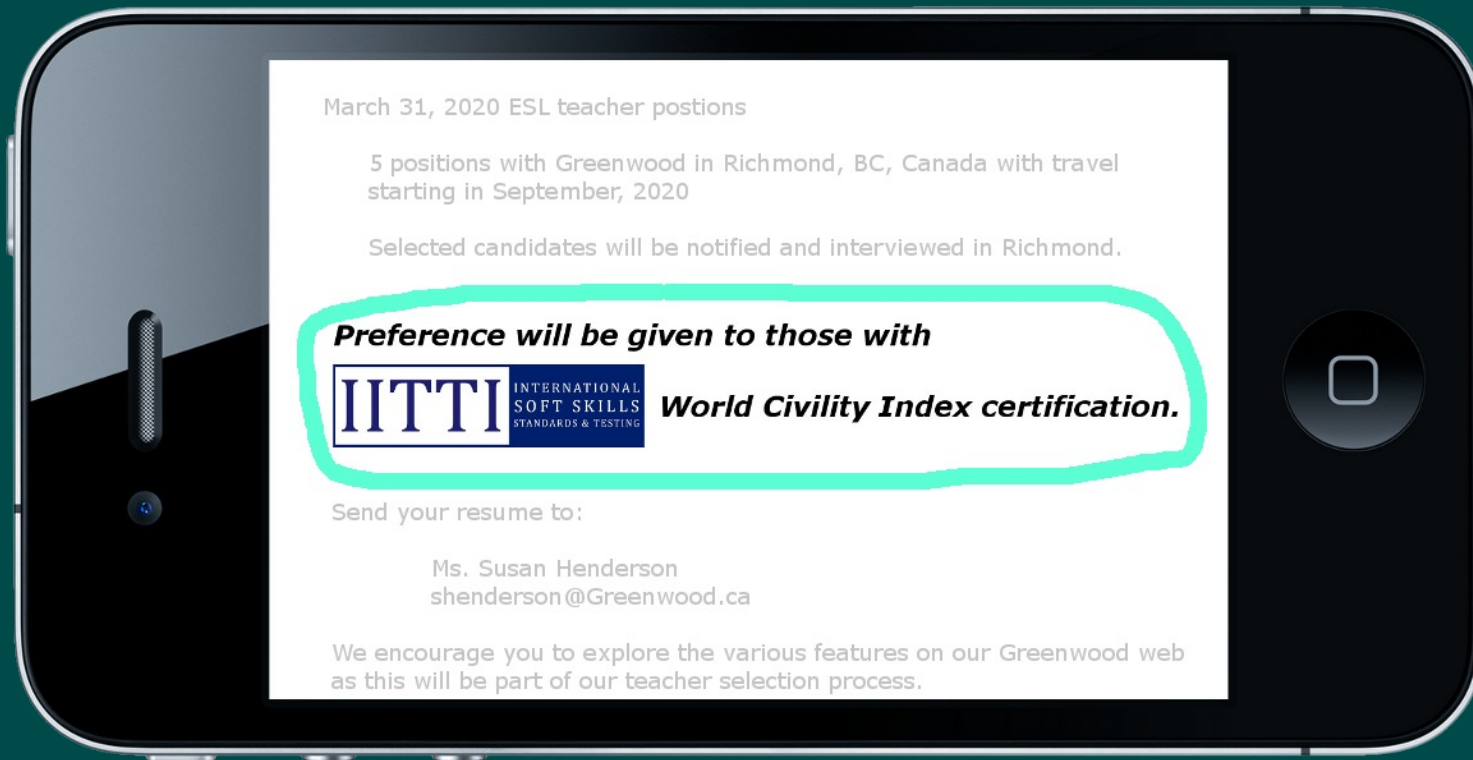 March 31, 2020 ESL teacher postions
5 positions with Greenwood in Richmond, BC, Canada with travel
starting in September, 2020
Selected candidates will be notified and interviewed in Richmond.
Preference will be given to those with
IITTI INTERNATIONAL
SOFT SKILLS
STANDARDS & TESTING
World Civility Index certification.
Send your resume to:
Ms. Susan Henderson
shenderson@Greenwood.ca
We encourage you to explore the various features on our Greenwood web
as this will be part of our teacher selection process.